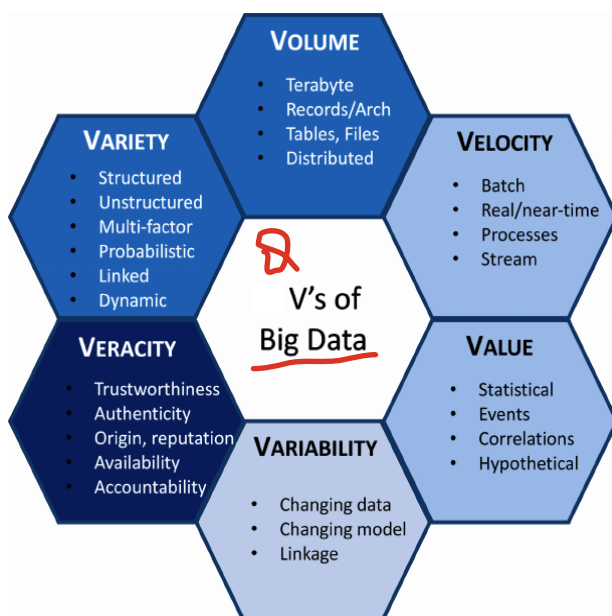 VOLUME
• Terabyte
• Records/Arch
• Tables, Files
• Distributed
VARIETY
• Structured
• Unstructured
• Multi-factor
• Probabilistic
• Linked
• Dynamic
VELOCITY
• Batch
• Real/near-time
• Processes
• Stream
V's of
Big Data
VERACITY
• Trustworthiness
• Authenticity
• Origin, reputation
• Availability
• Accountability
VALUE
• Statistical
• Events
• Correlations
• Hypothetical
VARIABILITY
• Changing data
• Changing model
• Linkage